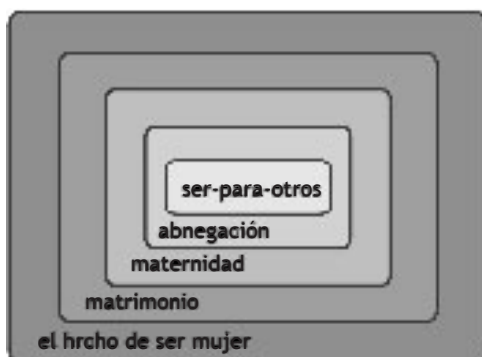 ser-para-otros
abnegación
maternidad
matrimonio
el hrcho de ser mujer